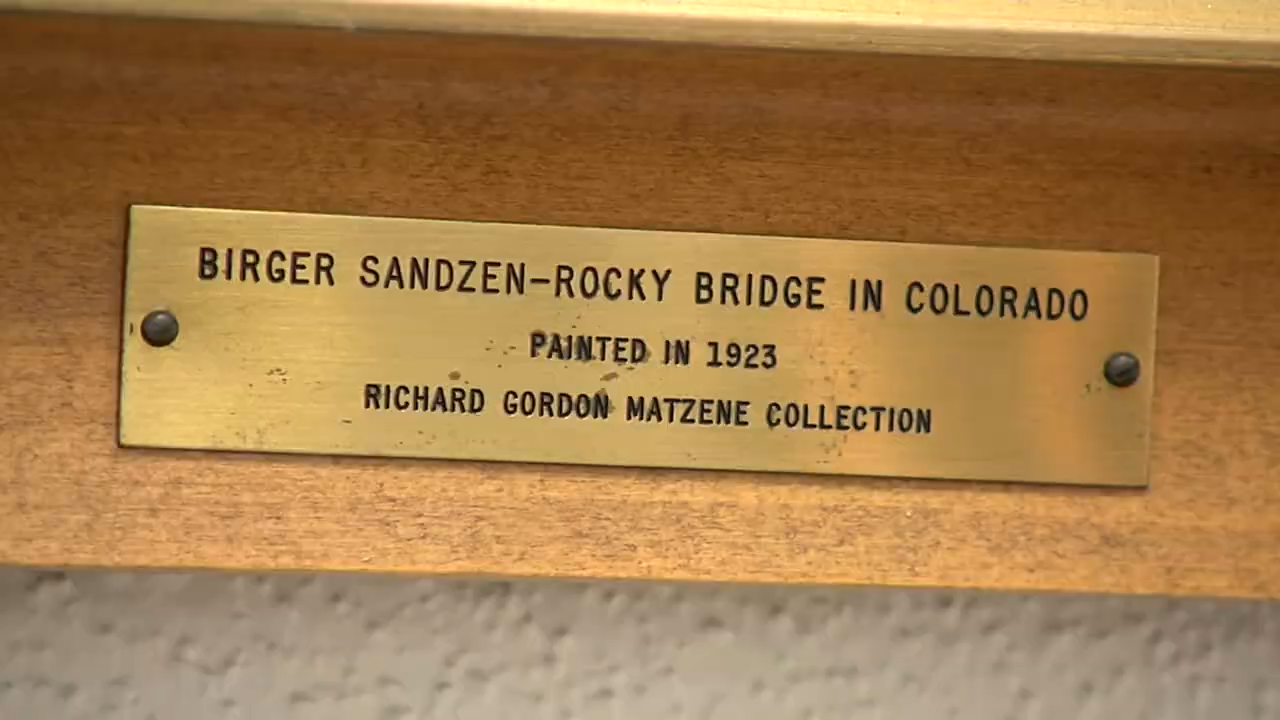 BIRGER SANDZEN-ROCKY BRIDGE IN COLORADO
PAINTED IN 1923
RICHARD GORDON MATZENE COLLECTION